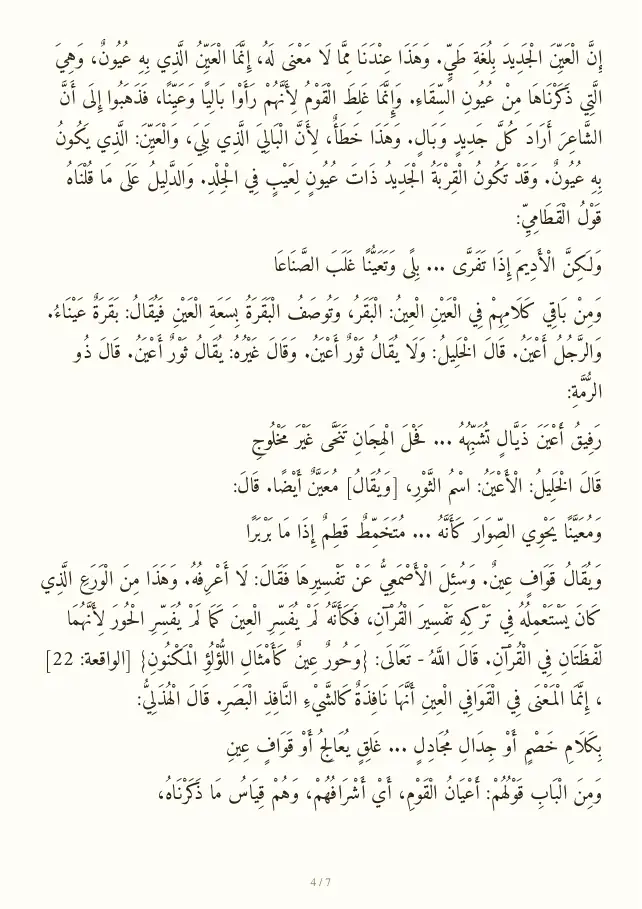 إِنَّ الْعَيِّنَ الْجَدِيدَ بِلُغَةِ طَيٍّ. وَهَذَا عِنْدَنَا مِمَّا لَا مَعْنَى لَهُ، إِنَّمَا الْعَيِّنُ الَّذِي بِهِ عُيُونٌ، وَهِيَ
الَّتِي ذَكَرْنَاهَا مِنْ عُيُونِ السِّقَاءِ. وَإِنَّمَا غَلِطَ الْقَوْمُ لِأَنَّهُمْ رَأَوْا بَالِيًا وَعَيِّنًا، فَذَهَبُوا إِلَى أَنَّ
الشَّاعِرَ أَرَادَ كُلَّ جَدِيدٍ وَبَالٍ. وَهَذَا خَطَأٌ، لِأَنَّ الْبَالِيَ الَّذِي بَلِيَ، وَالْعَيِّنَ: الَّذِي يَكُونُ
بِهِ عُيُونٌ. وَقَدْ تَكُونُ الْقِرْبَةُ الْجَدِيدُ ذَاتَ عُيُونٍ لِعَيْبٍ فِي الْجِلْدِ. وَالدَّلِيلُ عَلَى مَا قُلْنَاهُ
قَوْلُ الْقَطَامِيِّ:
وَلَكِنَّ الْأَدِيمَ إِذَا تَفَرَّى ... بِلًى وَتَعَيُّنًا غَلَبَ الصَّنَاعَا
وَمِنْ بَاقِي كَلَامِهِمْ فِي الْعَيْنِ الْعِينُ: الْبَقَرُ، وَتُوصَفُ الْبَقَرَةُ بِسَعَةِ الْعَيْنِ فَيُقَالُ: بَقَرَةٌ عَيْنَاءُ.
وَالرَّجُلُ أَعْيَنُ. قَالَ الْخَلِيلُ: وَلَا يُقَالُ ثَوْرٌ أَعْيَنُ. وَقَالَ غَيْرُهُ: يُقَالُ ثَوْرٌ أَعْيَنُ. قَالَ ذُو
الرُّمَّةِ:
رَفِيقُ أَعْيَنَ ذَيَّالٍ تُشَبِّهُهُ ... فَحْلَ الْهِجَانِ تَنَحَّى غَيْرَ مَخْلُوجِ
قَالَ الْخَلِيلُ: الْأَعْيَنُ: اسْمُ الثَّوْرِ، [وَيُقَالُ] مُعَيَّنٌ أَيْضًا. قَالَ:
وَمُعَيَّنًا يَحْوِي الصِّوَارَ كَأَنَّهُ ... مُتَخَمِّطٌ قَطِمٌ إِذَا مَا بَرْبَرَا
وَيُقَالُ قَوَافٍ عِينٌ. وَسُئِلَ الْأَصْمَعِيُّ عَنْ تَفْسِيرِهَا فَقَالَ: لَا أَعْرِفُهُ. وَهَذَا مِنَ الْوَرَعِ الَّذِي
كَانَ يَسْتَعْمِلُهُ فِي تَرْكِهِ تَفْسِيرَ الْقُرْآنِ، فَكَأَنَّهُ لَمْ يُفَسِّرِ الْعِينَ كَمَا لَمْ يُفَسِّرِ الْحُورَ لِأَنَّهُمَا
لَفْظَتَانِ فِي الْقُرْآنِ. قَالَ اللَّهُ - تَعَالَى: {وَحُورٌ عِينٌ كَأَمْثَالِ اللُّؤْلُؤِ الْمَكْنُونِ} [الواقعة: 22]
، إِنَّمَا الْمَعْنَى فِي الْقَوَافِي الْعِينِ أَنَّهَا نَافِذَةٌ كَالشَّيْءِ النَّافِذِ الْبَصَرِ. قَالَ الْهُذَلِيُّ:
بِكَلَامِ خَصْمٍ أَوْ جِدَالِ مُجَادِلٍ ... غَلِقٍ يُعَالِجُ أَوْ قَوَافٍ عِينِ
وَمِنَ الْبَابِ قَوْلُهُمْ: أَعْيَانُ الْقَوْمِ، أَيْ أَشْرَافُهُمْ، وَهُمْ قِيَاسُ مَا ذَكَرْنَاهُ،
4 / 7